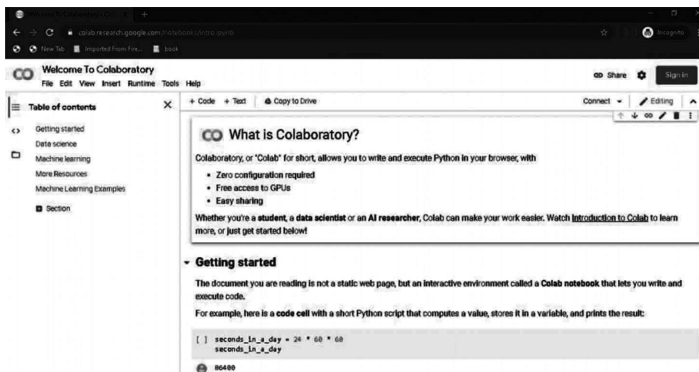 colab.research.google.com/notebooks/intro.ipynb
Incognito
New Tab Imported From Fire... book
CO Welcome To Colaboratory
File Edit View Insert Runtime Tools Help
Share Sign in
Table of contents
+ Code + Text Copy to Drive
Connect Editing
Getting started
Data science
Machine learning
More Resources
Machine Learning Examples
Section
CO What is Colaboratory?
Colaboratory, or "Colab" for short, allows you to write and execute Python in your browser, with
• Zero configuration required
• Free access to GPUs
• Easy sharing
Whether you're a student, a data scientist or an AI researcher, Colab can make your work easier. Watch Introduction to Colab to learn
more, or just get started below!
Getting started
The document you are reading is not a static web page, but an interactive environment called a Colab notebook that lets you write and
execute code.
For example, here is a code cell with a short Python script that computes a value, stores it in a variable, and prints the result:
[ ] seconds_in_a_day = 24 * 60 * 60
seconds_in_a_day
86400